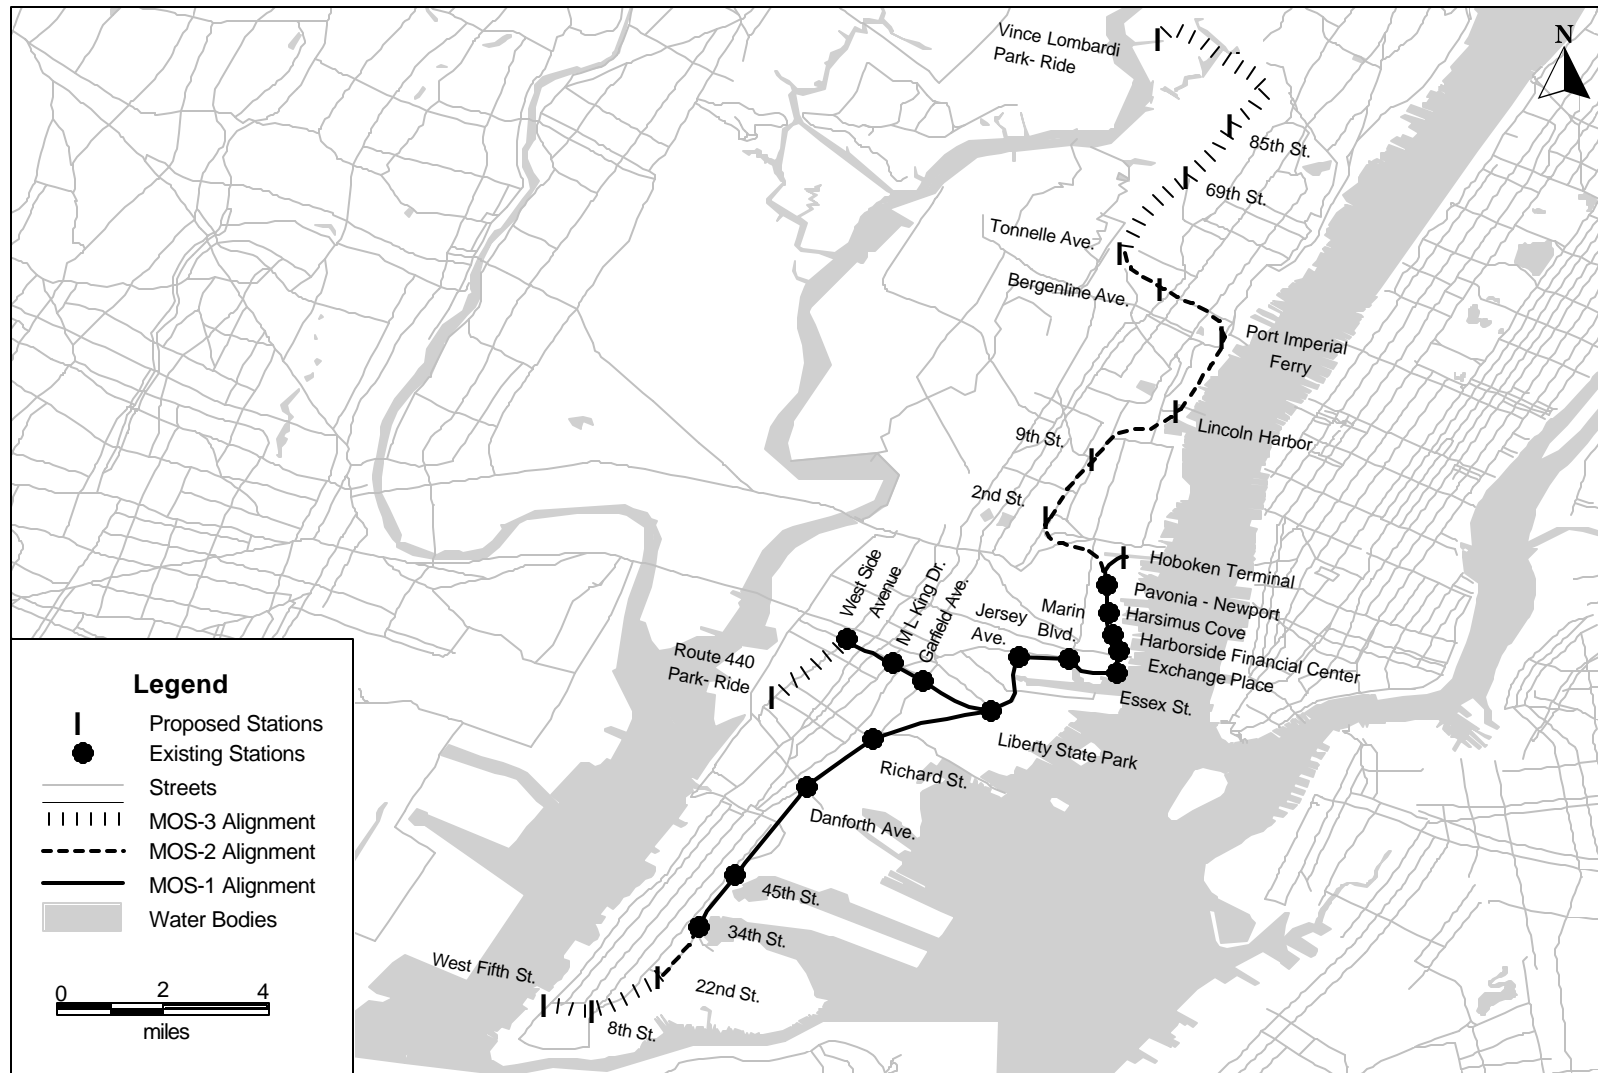 Vince Lombardi
Park- Ride
N
85th St.
69th St.
Tonnelle Ave.
Bergenline Ave.
Port Imperial
Ferry
Lincoln Harbor
9th St.
2nd St.
Hoboken Terminal
Pavonia - Newport
Harsimus Cove
Harborside Financial Center
Exchange Place
Essex St.
West Side
Avenue
M L King Dr.
Garfield Ave.
Jersey
Ave.
Marin
Blvd.
Route 440
Park- Ride
Liberty State Park
Richard St.
Danforth Ave.
45th St.
34th St.
22nd St.
8th St.
West Fifth St.
Legend
Proposed Stations
Existing Stations
Streets
MOS-3 Alignment
MOS-2 Alignment
MOS-1 Alignment
Water Bodies
0 2 4
miles